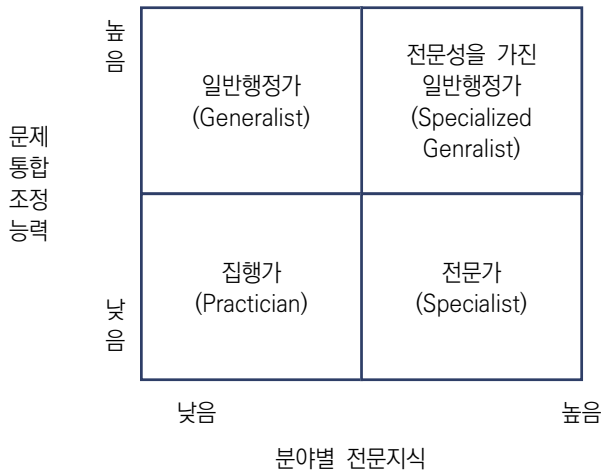 높음
문제
통합
조정
능력
낮음
일반행정가
(Generalist)
전문성을 가진
일반행정가
(Specialized
Genralist)
집행가
(Practician)
전문가
(Specialist)
낮음
높음
분야별 전문지식